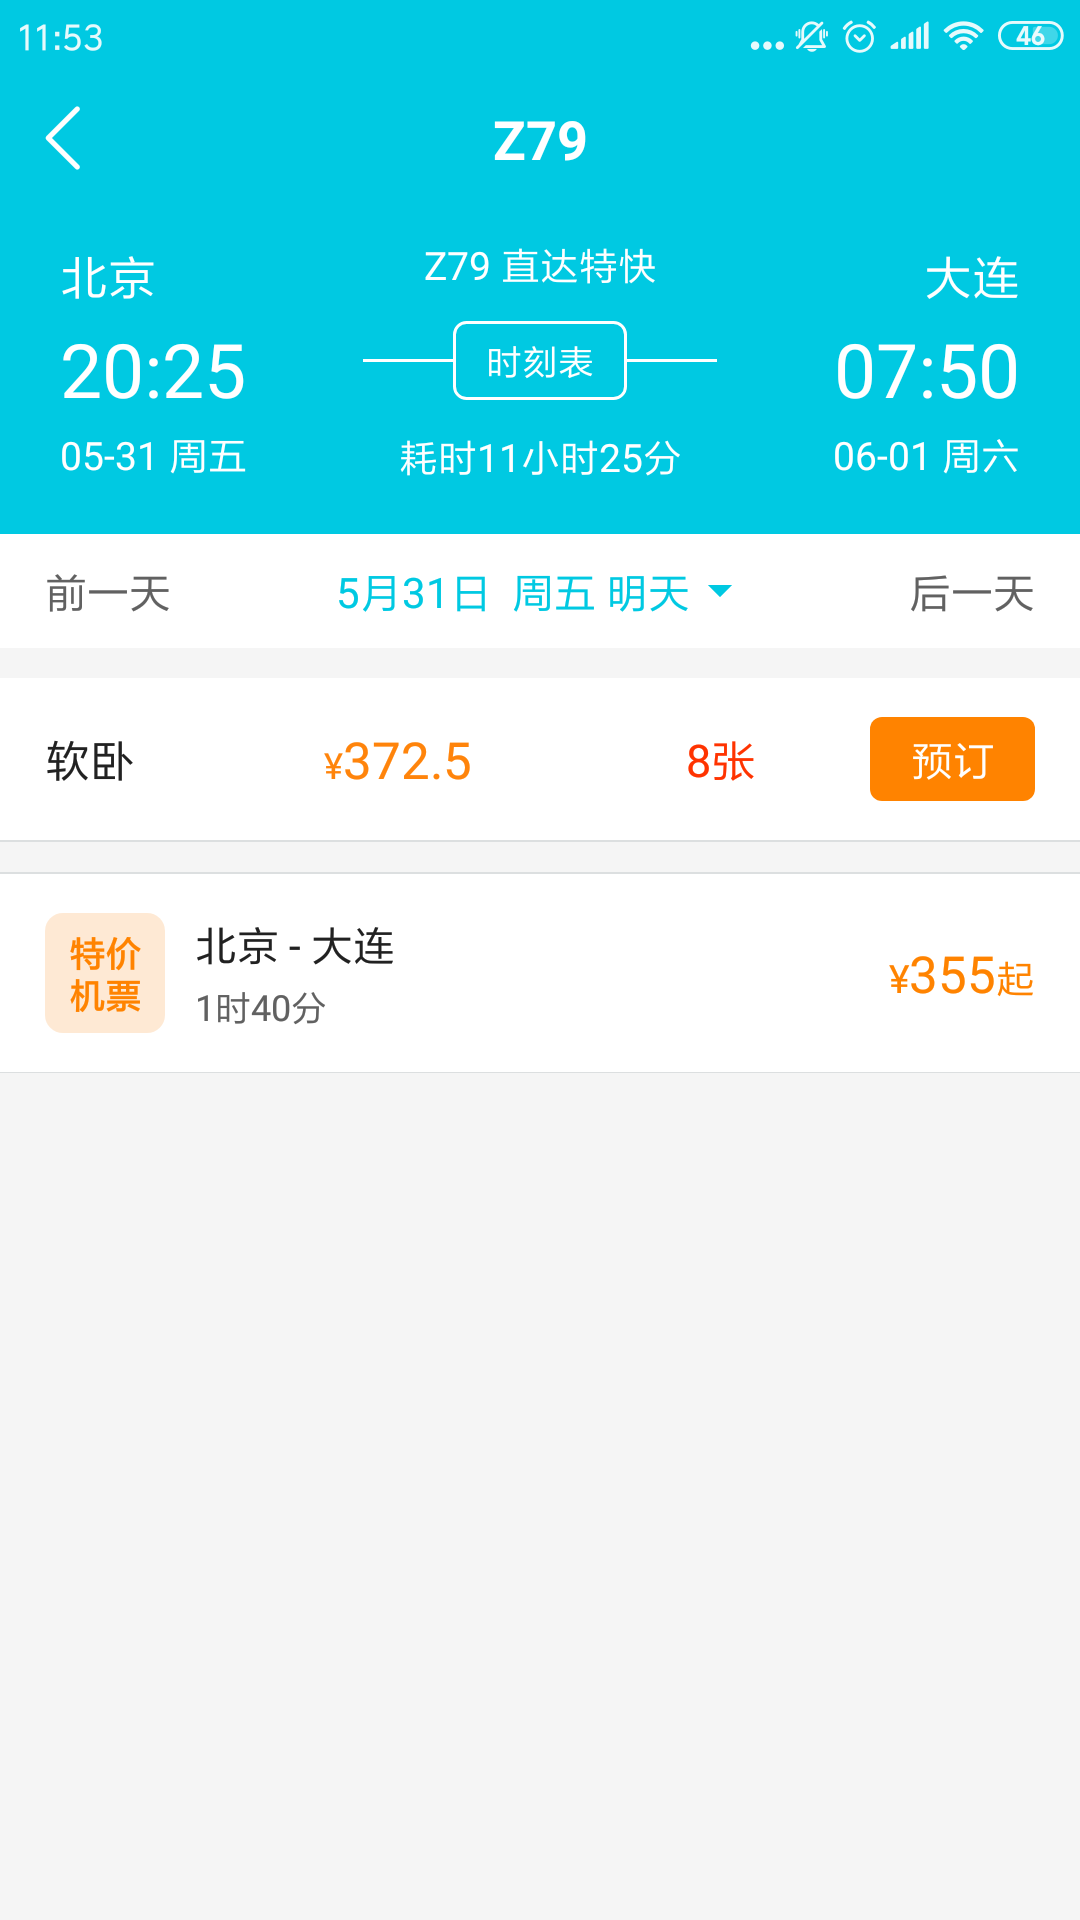 11:53
46
Z79
北京
Z79 直达特快
大连
20:25
时刻表
07:50
05-31 周五
耗时11小时25分
06-01 周六
前一天
5月31日 周五 明天
后一天
软卧
¥372.5
8张
预订
特价
机票
北京 - 大连
1时40分
¥355起